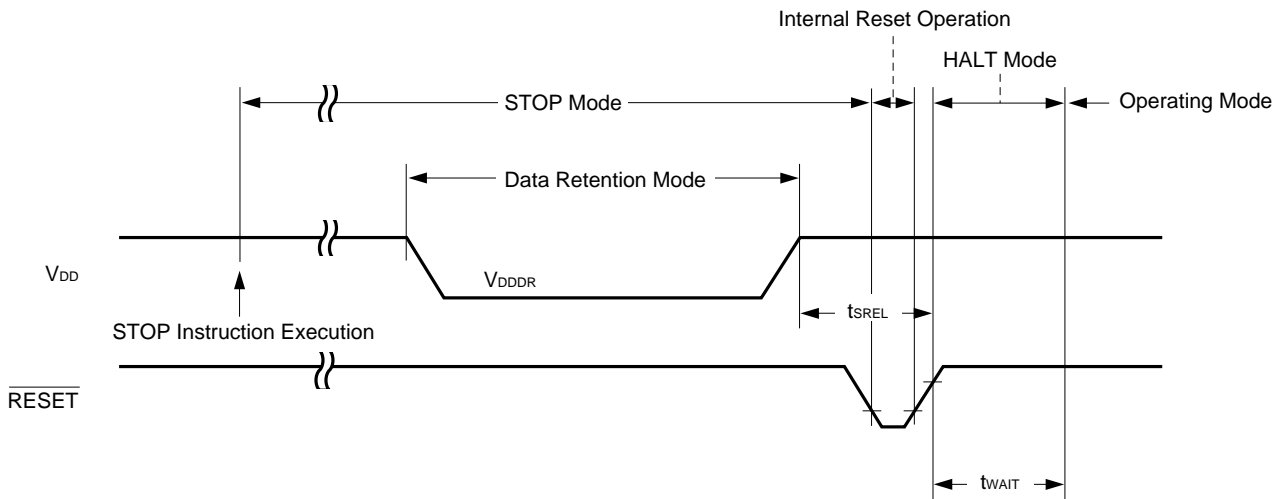 Internal Reset Operation
HALT Mode
STOP Mode
Operating Mode
Data Retention Mode
VDD
VDDDR
tSREL
STOP Instruction Execution
RESET
tWAIT